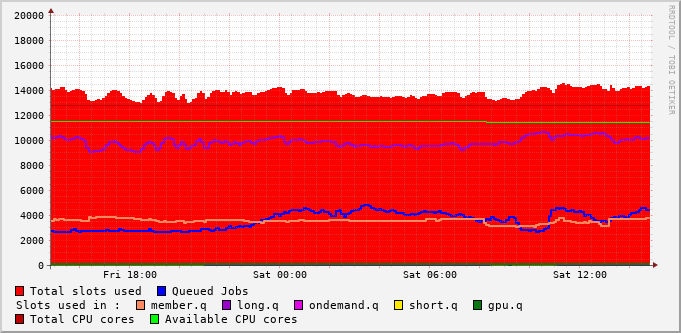 20000
18000
16000
14000
12000
10000
8000
6000
4000
2000
0
Fri 18:00 Sat 00:00 Sat 06:00 Sat 12:00
Total slots used Queued Jobs
Slots used in : member.q long.q ondemand.q short.q gpu.q
Total CPU cores Available CPU cores
RRDTOOL / TOBI OETIKER